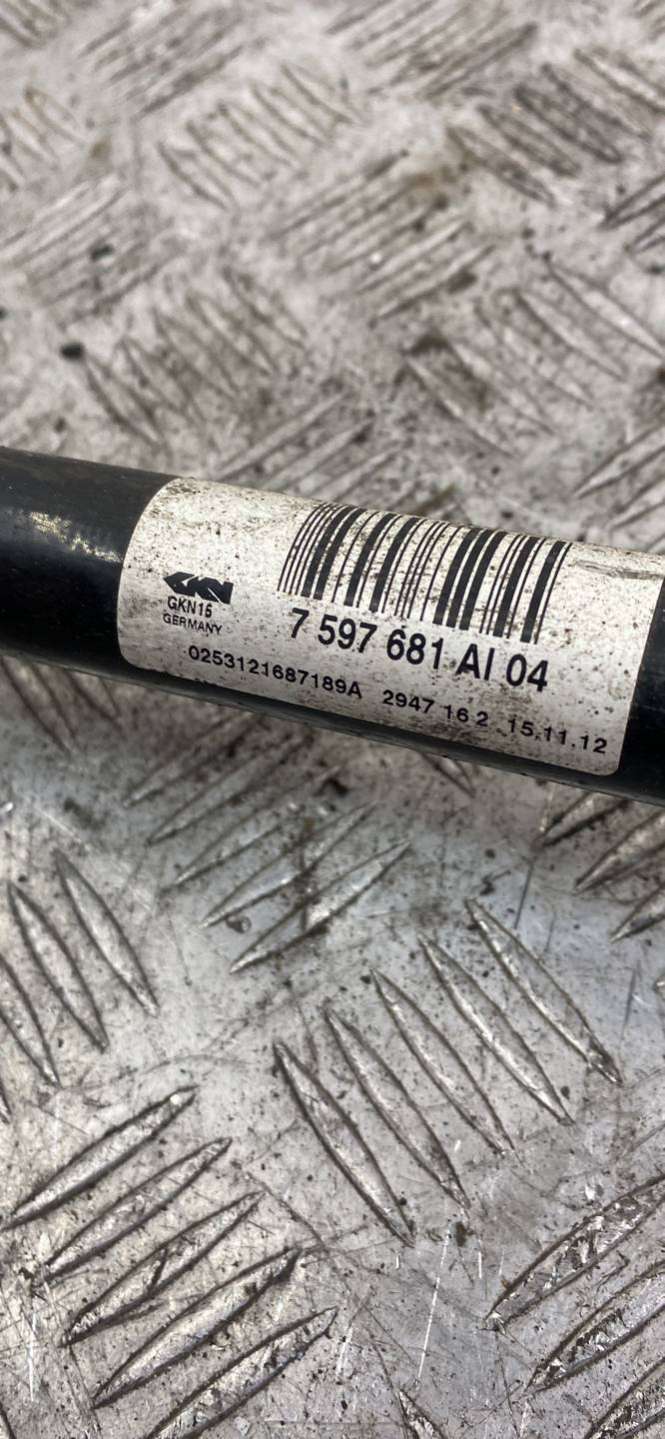 GKN
GKN16
GERMANY
7 597 681 AI 04
0253121687189A 2947 16 2 15.11.12